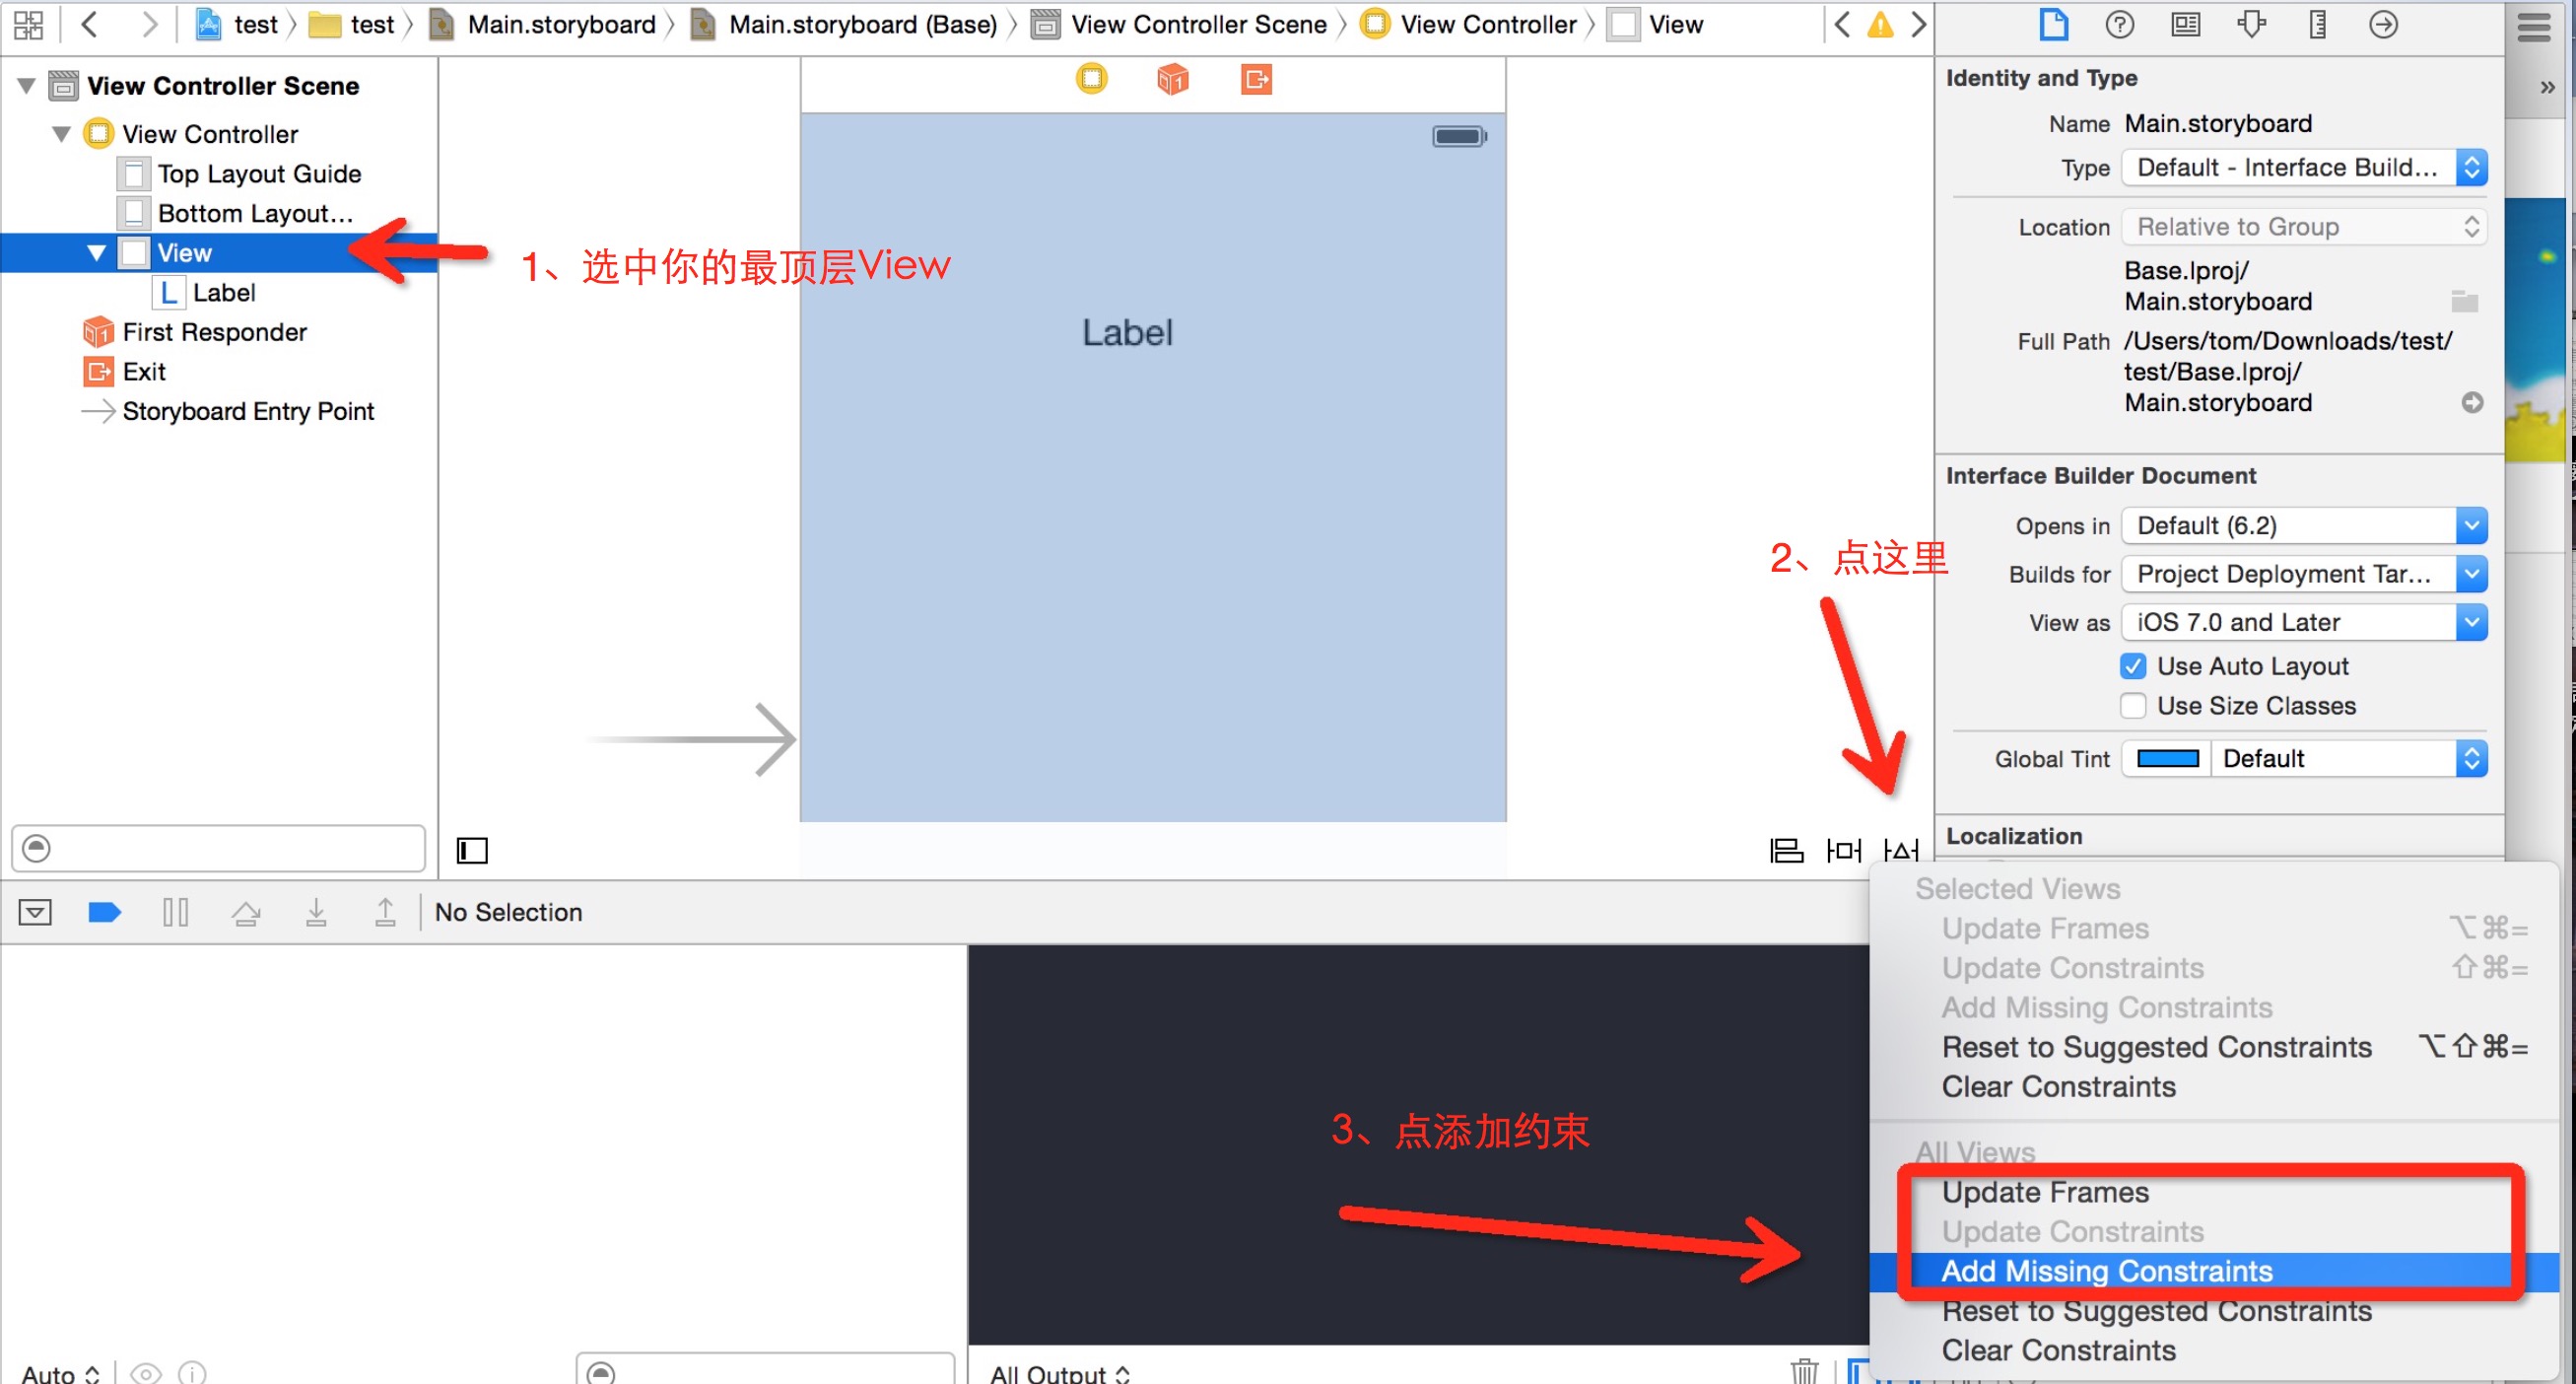 test test Main.storyboard Main.storyboard (Base) View Controller Scene View Controller View
View Controller Scene
View Controller
Top Layout Guide
Bottom Layout...
View
Label
First Responder
Exit
Storyboard Entry Point
1、选中你的最顶层View
Label
2、点这里
Identity and Type
Name Main.storyboard
Type Default - Interface Build...
Location Relative to Group
Base.lproj/
Main.storyboard
Full Path /Users/tom/Downloads/test/
test/Base.lproj/
Main.storyboard
Interface Builder Document
Opens in Default (6.2)
Builds for Project Deployment Tar...
View as iOS 7.0 and Later
Use Auto Layout
Use Size Classes
Global Tint Default
Localization
No Selection
Selected Views
Update Frames ⌥⌘=
Update Constraints ⇧⌘=
Add Missing Constraints
Reset to Suggested Constraints ⌥⇧⌘=
Clear Constraints
3、点添加约束
All Views
Update Frames
Update Constraints
Add Missing Constraints
Reset to Suggested Constraints
Clear Constraints
Auto
All Output